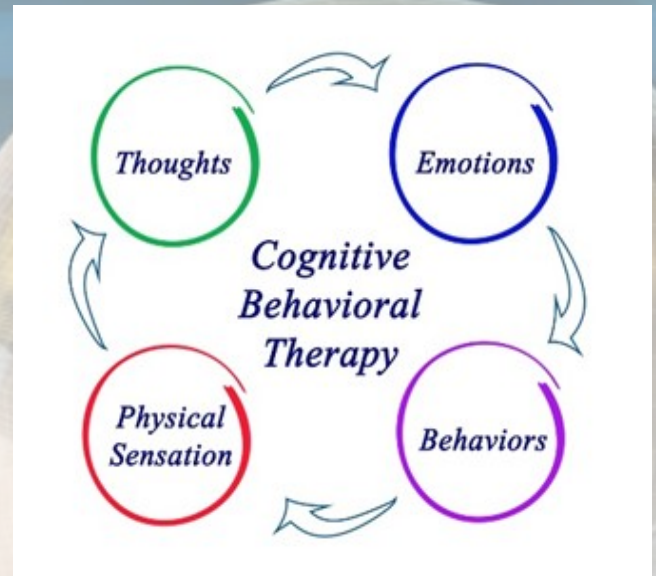 Thoughts
Emotions
Cognitive
Behavioral
Therapy
Physical
Sensation
Behaviors